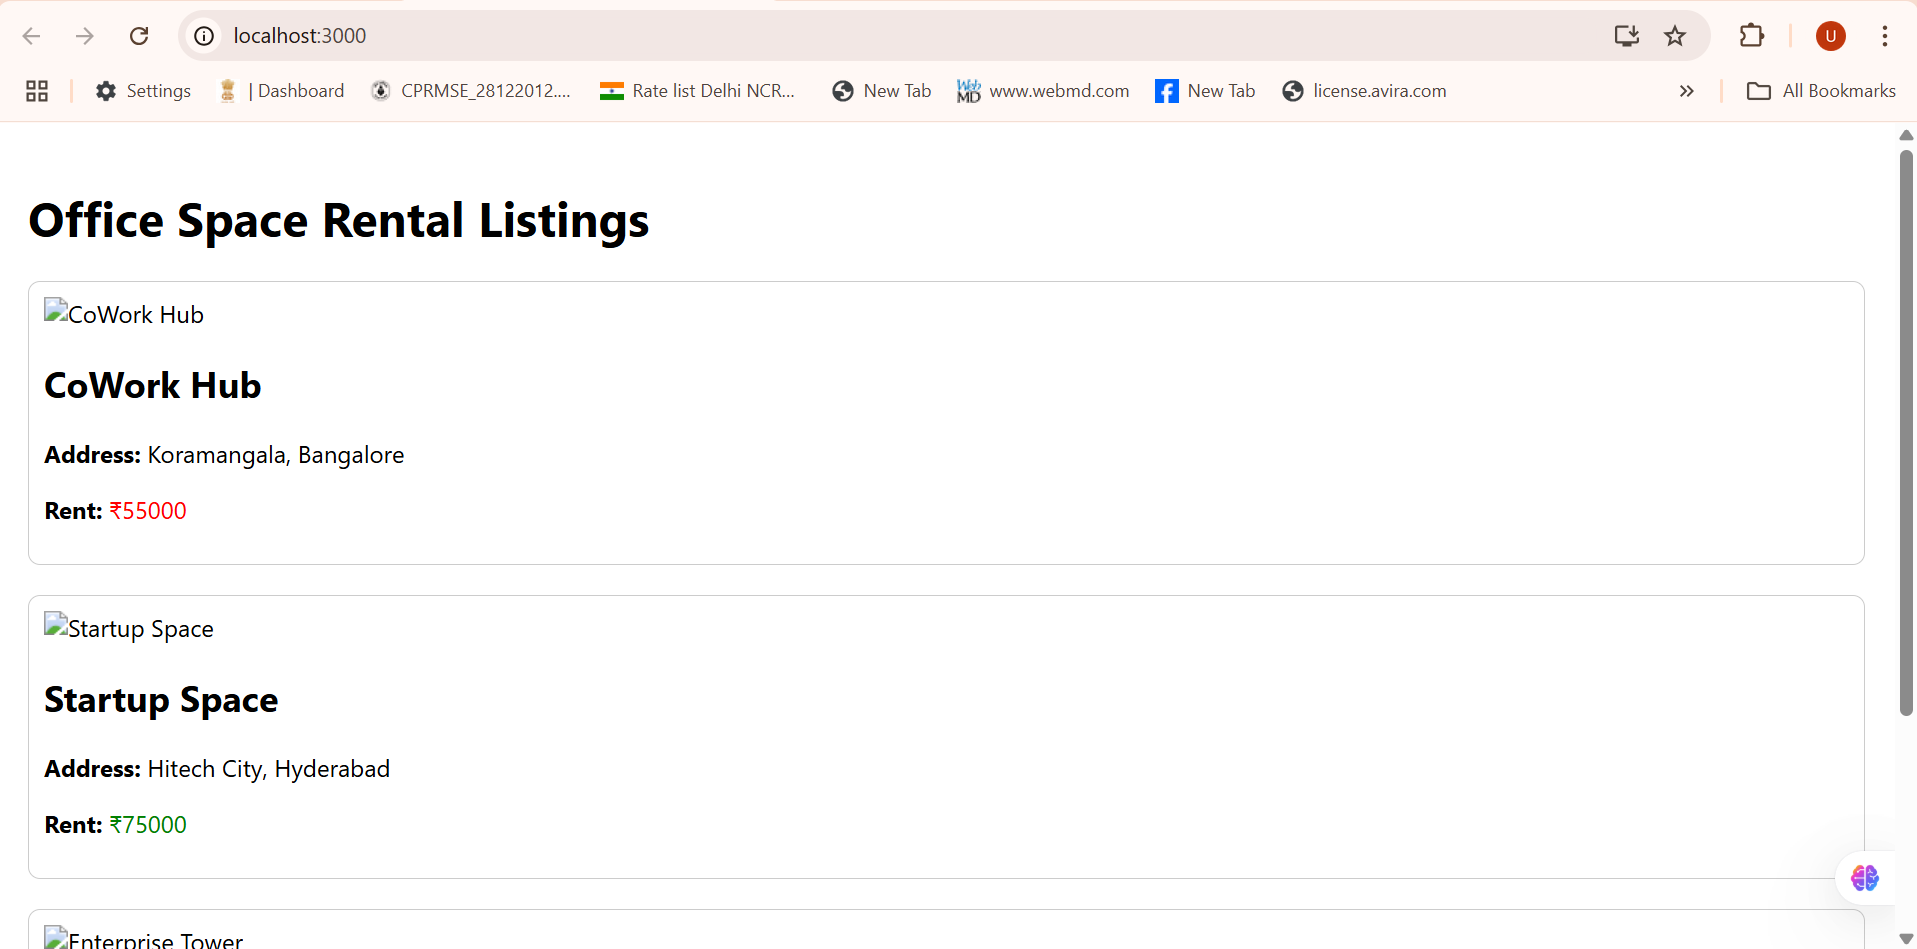 localhost:3000
U
Settings
| Dashboard
CPRMSE_28122012....
Rate list Delhi NCR...
New Tab
Web MD
www.webmd.com
New Tab
license.avira.com
All Bookmarks
Office Space Rental Listings
CoWork Hub
CoWork Hub
Address: Koramangala, Bangalore
Rent: ₹55000
Startup Space
Startup Space
Address: Hitech City, Hyderabad
Rent: ₹75000
Enterprise Tower